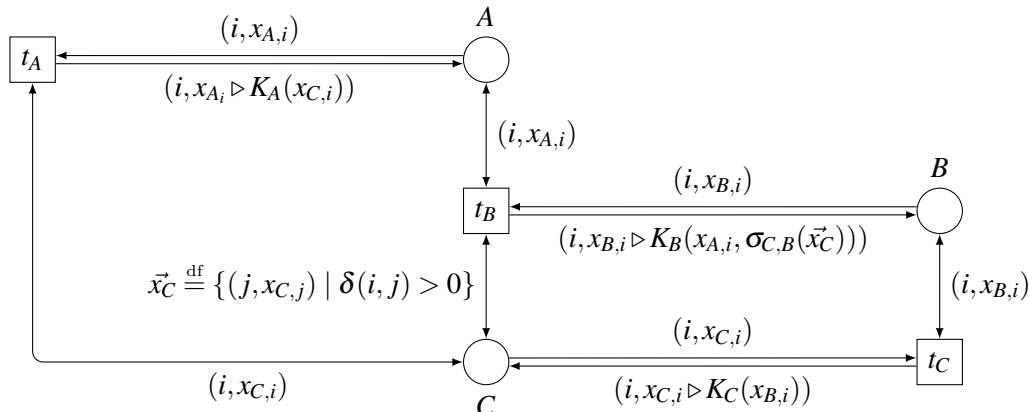 A
(i, x_{A,i})
t_A
(i, x_{A_i} ▷ K_A(x_{C,i}))
(i, x_{A,i})
B
(i, x_{B,i})
t_B
(i, x_{B,i} ▷ K_B(x_{A,i}, σ_{C,B}(\vec{x_C})))
\vec{x_C} \stackrel{df}{=} {(j, x_{C,j}) | δ(i, j) > 0}
(i, x_{B,i})
(i, x_{C,i})
t_C
(i, x_{C,i})
(i, x_{C,i} ▷ K_C(x_{B,i}))
C